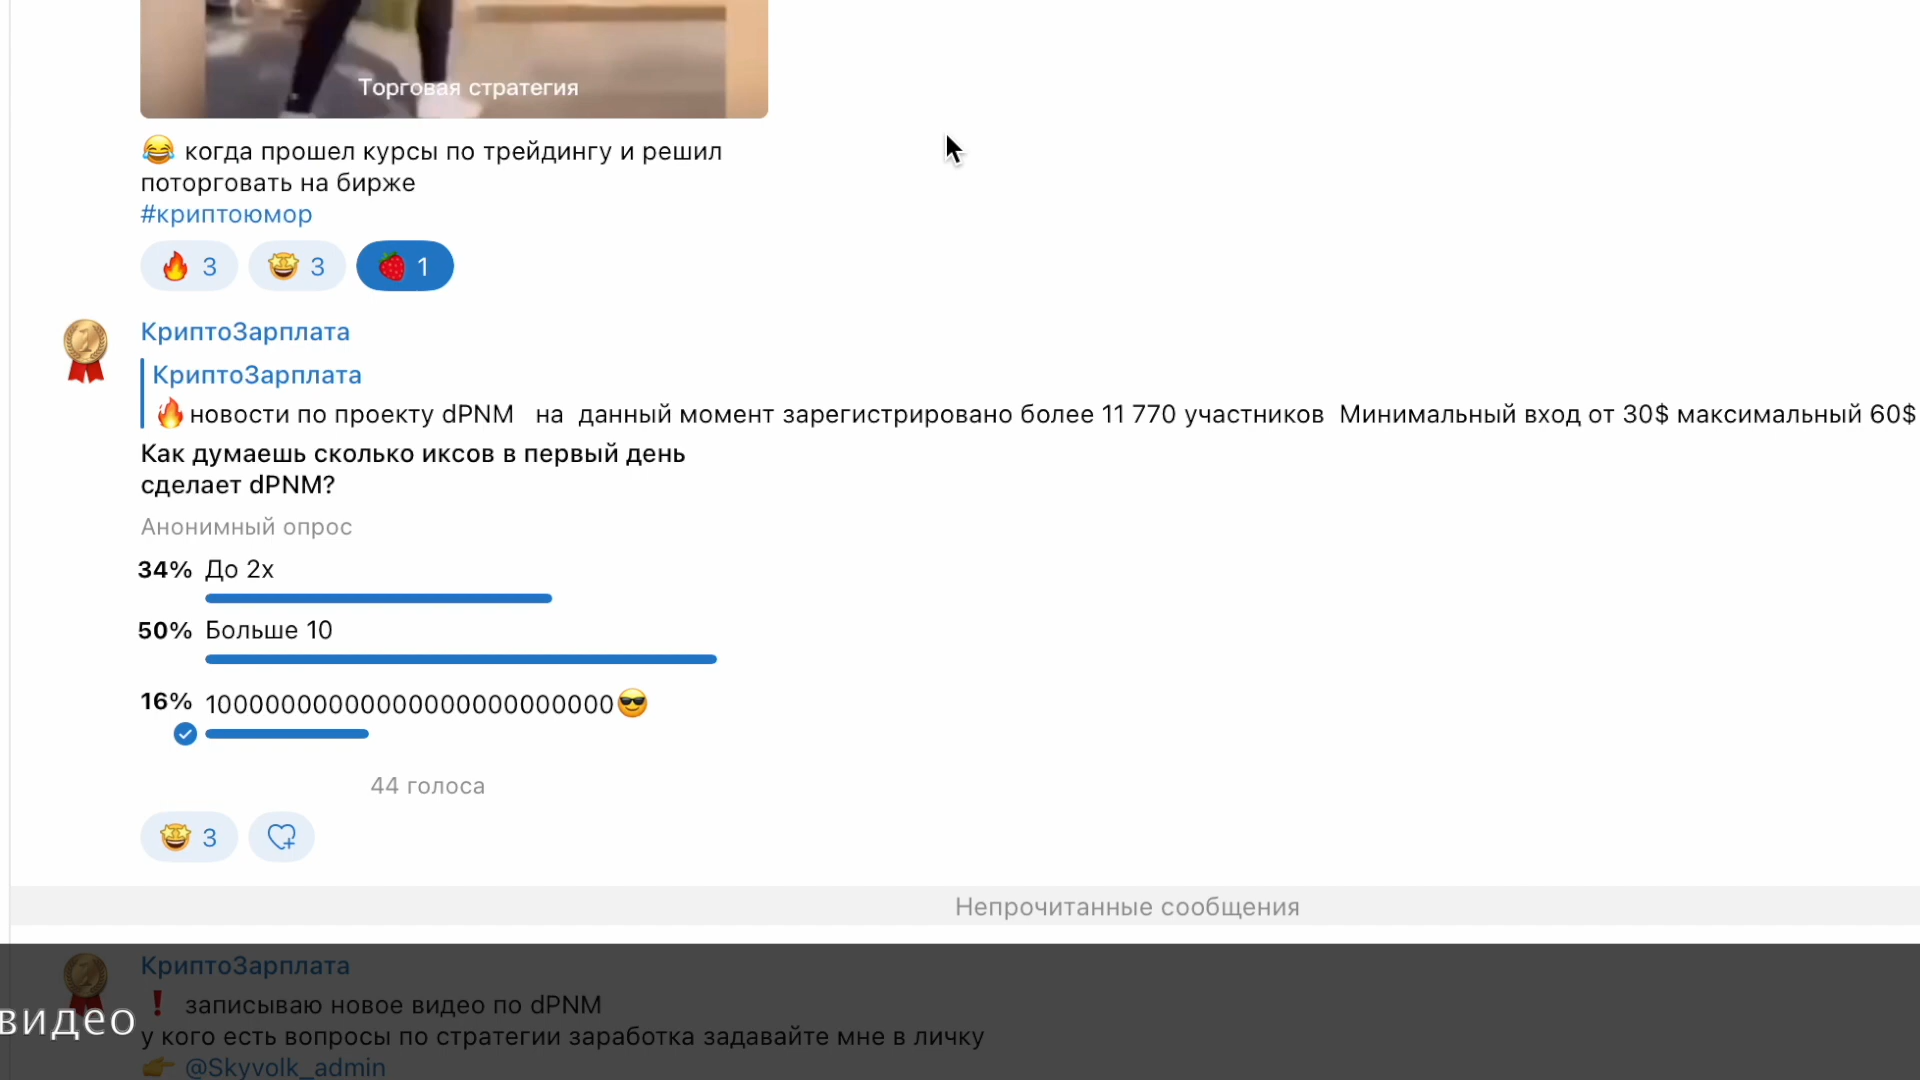 Торговая стратегия
😂 когда прошел курсы по трейдингу и решил
поторговать на бирже
#криптоюмор
🔥 3 🤩 3 🍓 1
КриптоЗарплата
КриптоЗарплата
🔥новости по проекту dPNM на данный момент зарегистрировано более 11 770 участников Минимальный вход от 30$ максимальный 60$
Как думаешь сколько иксов в первый день
сделает dPNM?
Анонимный опрос
34% До 2х
50% Больше 10
16% 100000000000000000000000000😎
44 голоса
🤩 3
Непрочитанные сообщения
КриптоЗарплата
❗ записываю новое видео по dPNM
видео
у кого есть вопросы по стратегии заработка задавайте мне в личку
👉 @Skyvolk_admin